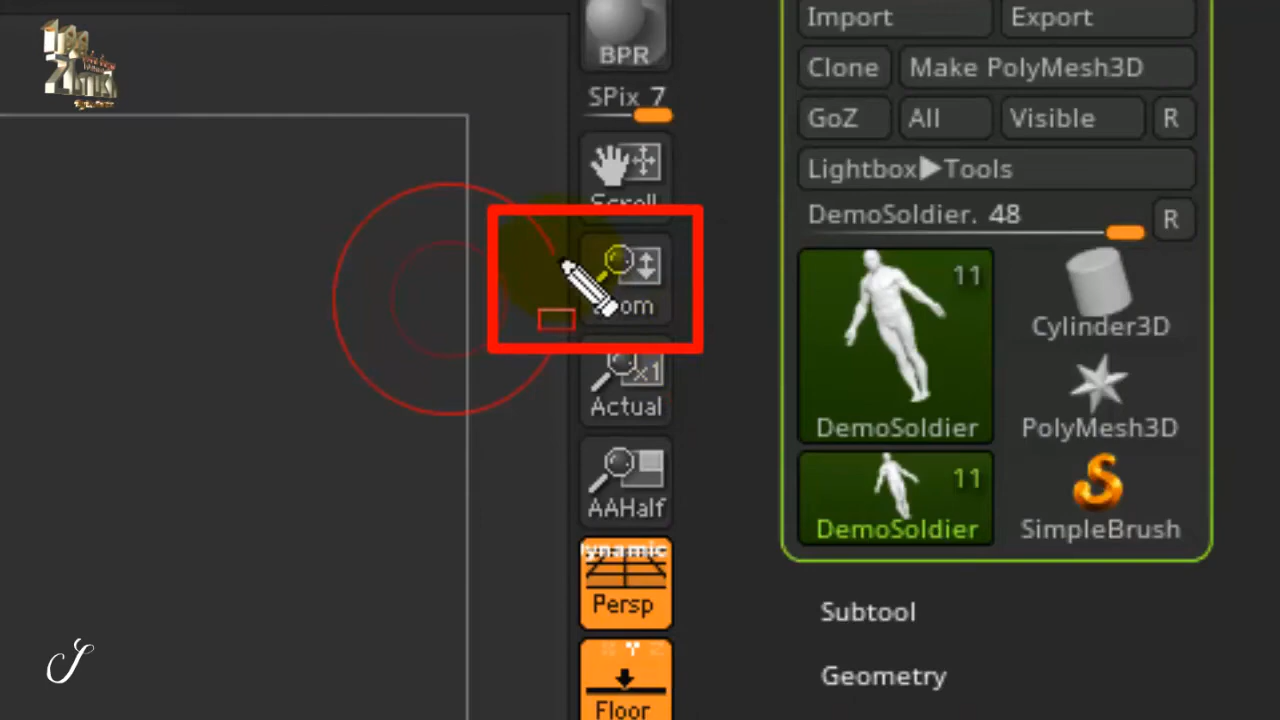 Import
Export
BPR
Clone
Make PolyMesh3D
SPix 7
GoZ
All
Visible
R
Lightbox▶Tools
Scroll
DemoSoldier. 48
R
11
Cylinder3D
Actual
DemoSoldier
PolyMesh3D
11
AAHalf
DemoSoldier
SimpleBrush
Persp
Subtool
Geometry
Floor